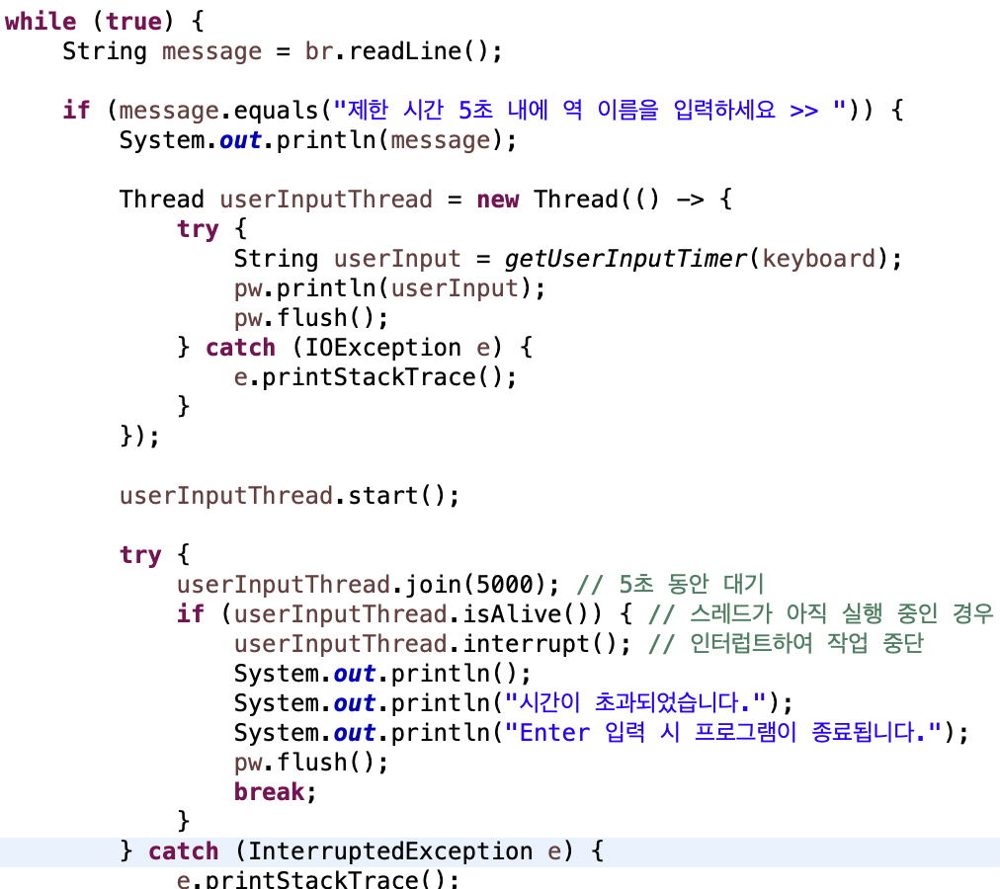 while (true) {
String message = br.readLine();
if (message.equals("제한 시간 5초 내에 역 이름을 입력하세요 >> ")) {
System.out.println(message);
Thread userInputThread = new Thread(() -> {
try {
String userInput = getUserInputTimer(keyboard);
pw.println(userInput);
pw.flush();
} catch (IOException e) {
e.printStackTrace();
}
});
userInputThread.start();
try {
userInputThread.join(5000); // 5초 동안 대기
if (userInputThread.isAlive()) { // 스레드가 아직 실행 중인 경우
userInputThread.interrupt(); // 인터럽트하여 작업 중단
System.out.println();
System.out.println("시간이 초과되었습니다.");
System.out.println("Enter 입력 시 프로그램이 종료됩니다.");
pw.flush();
break;
}
} catch (InterruptedException e) {
e.printStackTrace();